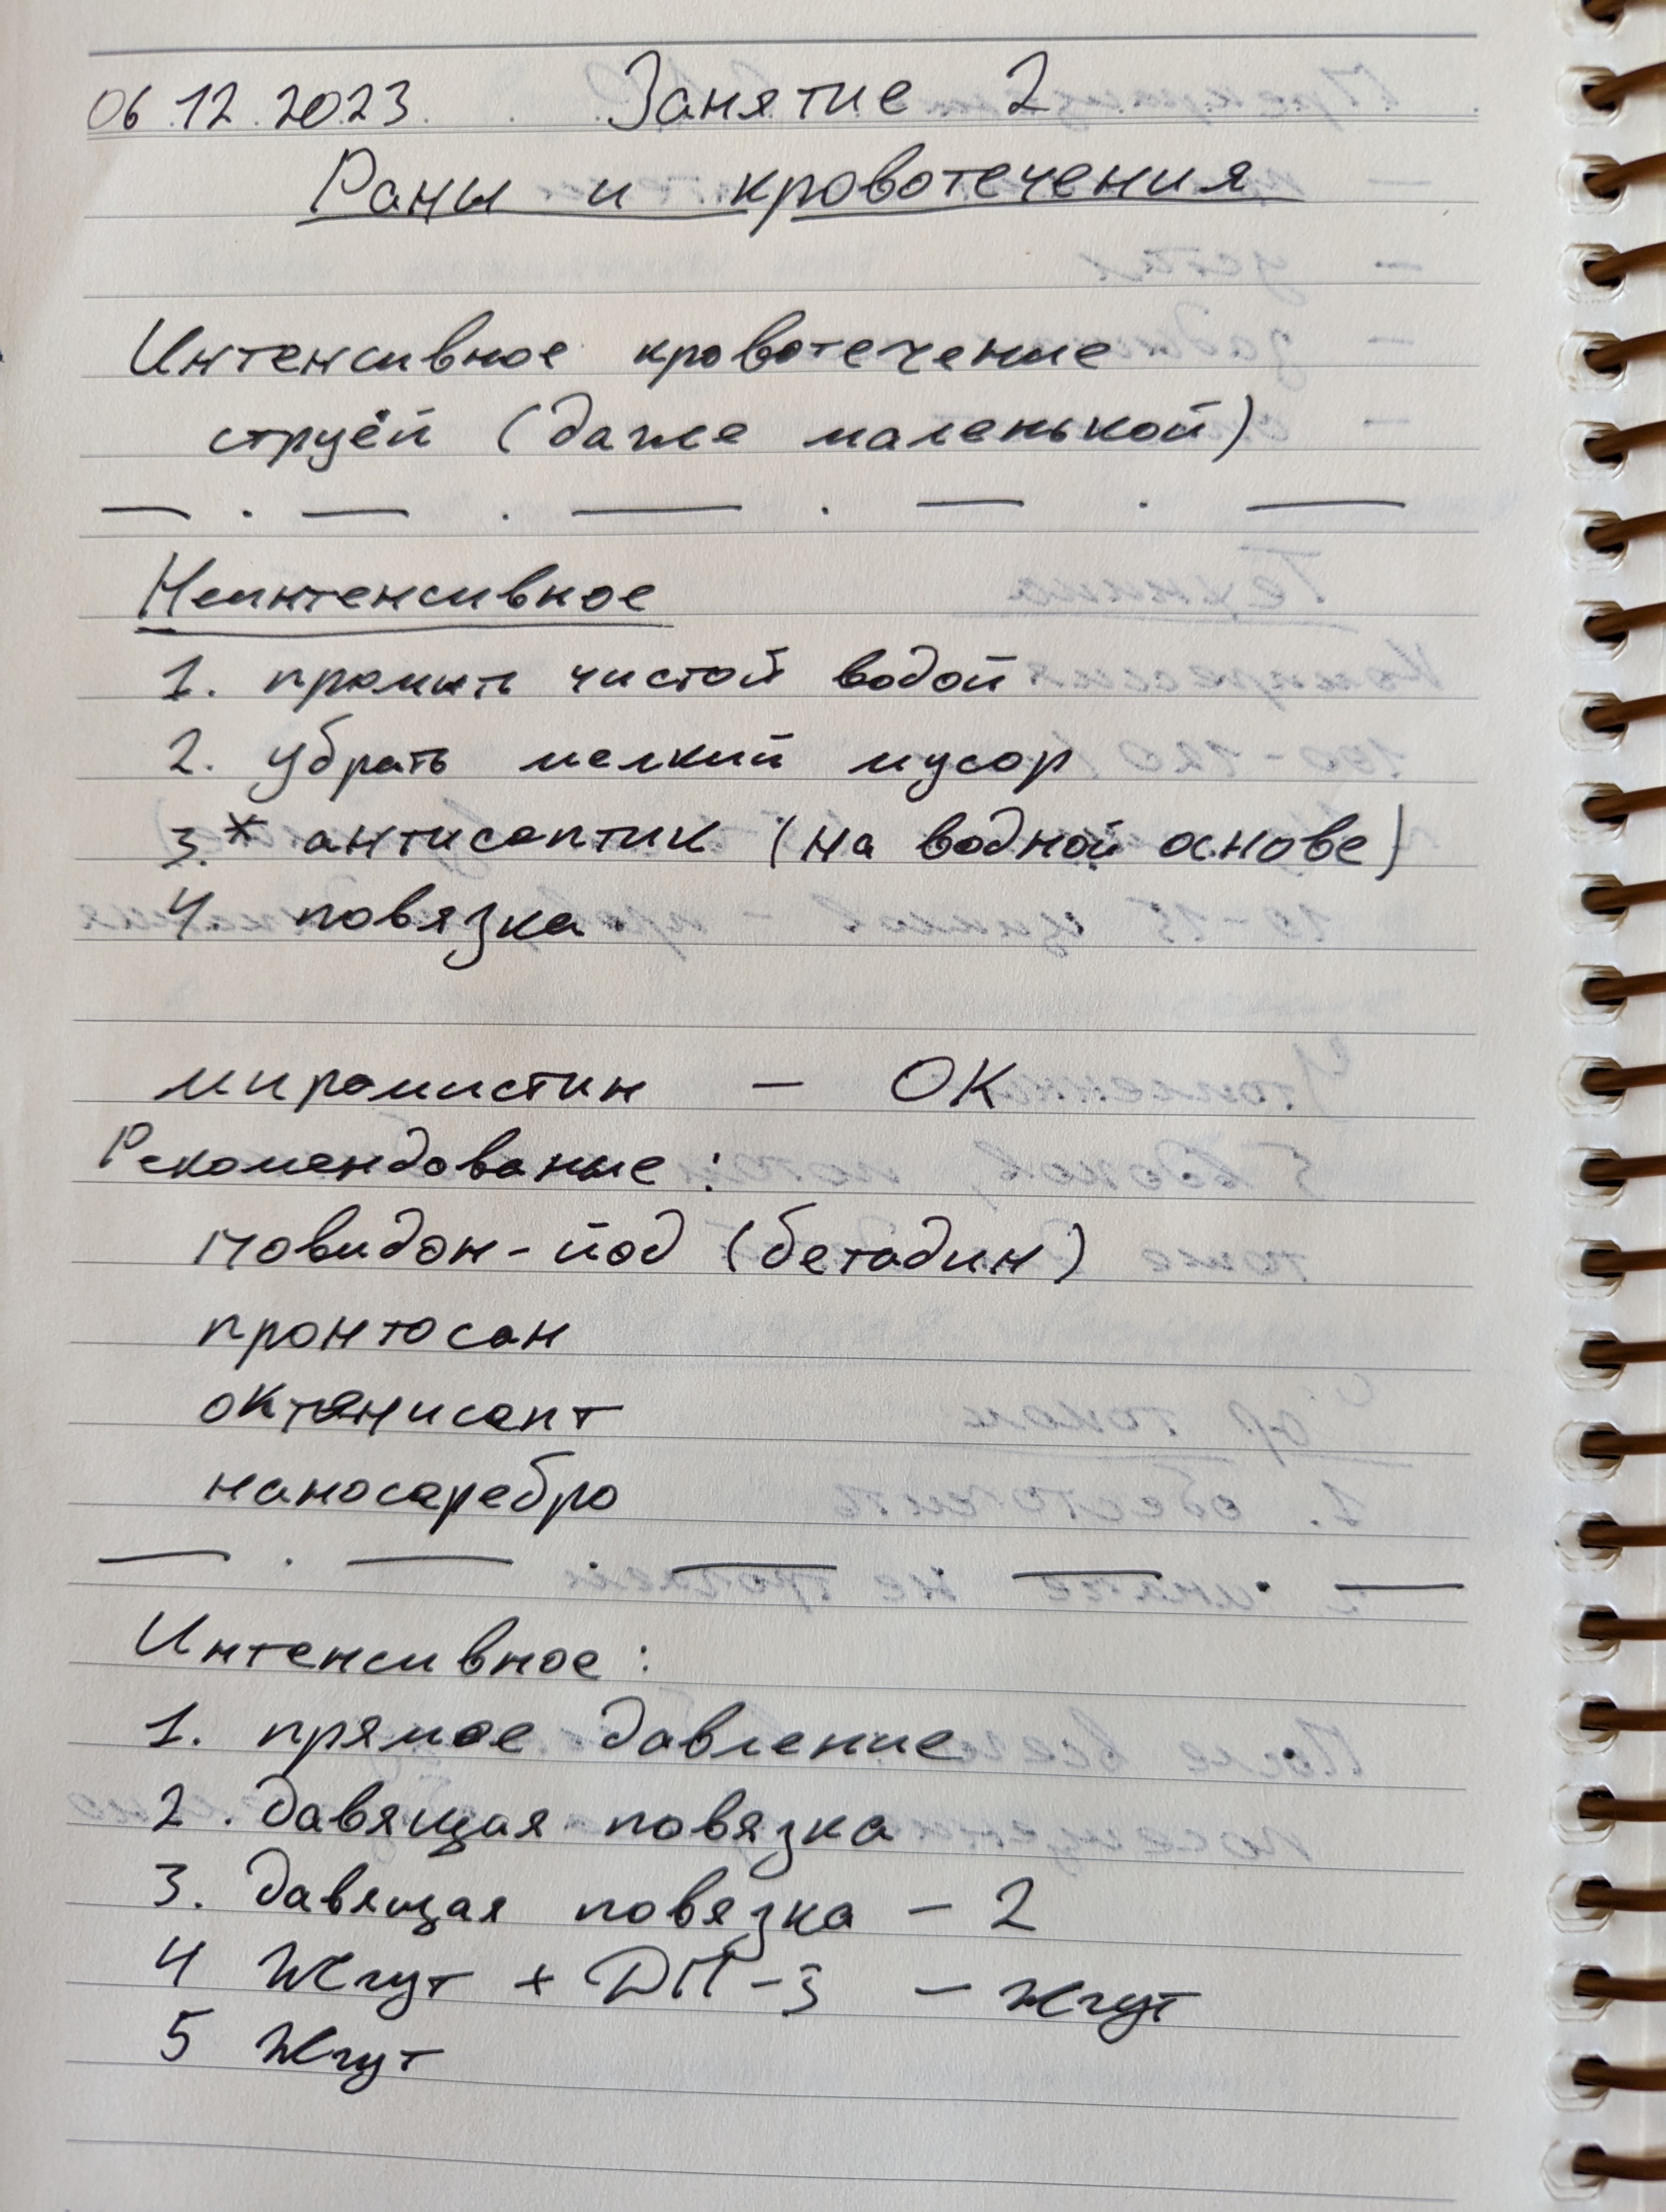 06.12.2023. Занятие 2
Раны и кровотечения
Интенсивное кровотечение
струёй (даже маленькой)
Неинтенсивное
1. промыть чистой водой
2. убрать мелкий мусор
3.* антисептик (на водной основе)
4 повязка
мирамистин – ОК
Рекомендованые:
повидон-йод (бетадин)
пронтосан
октенисепт
наносеребро
Интенсивное:
1. прямое давление
2. давящая повязка
3. давящая повязка – 2
4 Жгут + ДП-3 – жгут
5 Жгут